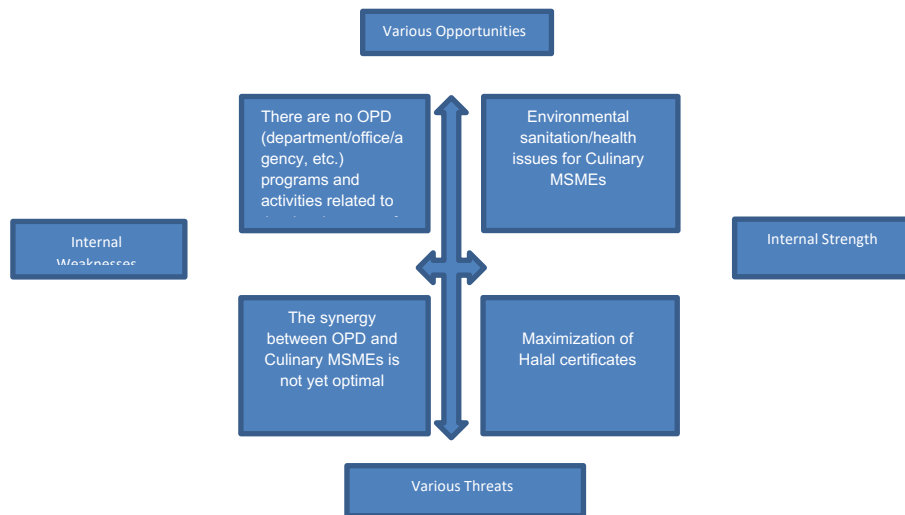 Various Opportunities
There are no OPD
(department/office/a
gency, etc.)
programs and
activities related to
Environmental
sanitation/health
issues for Culinary
MSMEs
Internal
Weaknesses
Internal Strength
The synergy
between OPD and
Culinary MSMEs is
not yet optimal
Maximization of
Halal certificates
Various Threats